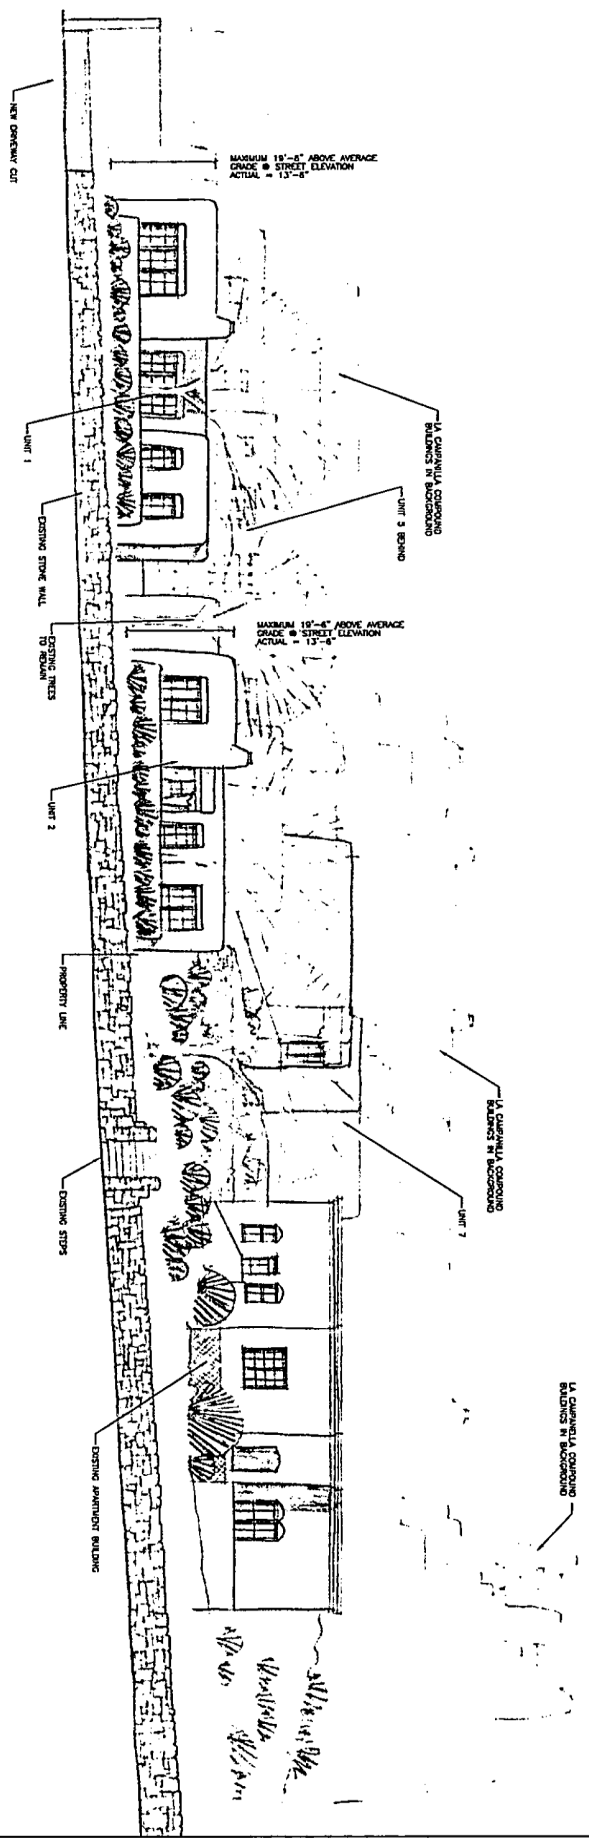 MAXIMUM 19'-8" ABOVE AVERAGE
GRADE @ STREET ELEVATION
ACTUAL = 13'-8"
MAXIMUM 19'-6" ABOVE AVERAGE
GRADE @ STREET ELEVATION
ACTUAL = 13'-6"
NEW DRIVEWAY CUT
UNIT 1
EXISTING STONE WALL
EXISTING TREES
TO REMAIN
UNIT 2
PROPERTY LINE
EXISTING STEPS
EXISTING APARTMENT BUILDING
LA CAMPANILLA COMPOUND
BUILDINGS IN BACKGROUND
UNIT 5 BEHIND
LA CAMPANILLA COMPOUND
BUILDINGS IN BACKGROUND
UNIT 7
LA CAMPANELLA COMPOUND
BUILDINGS IN BACKGROUND